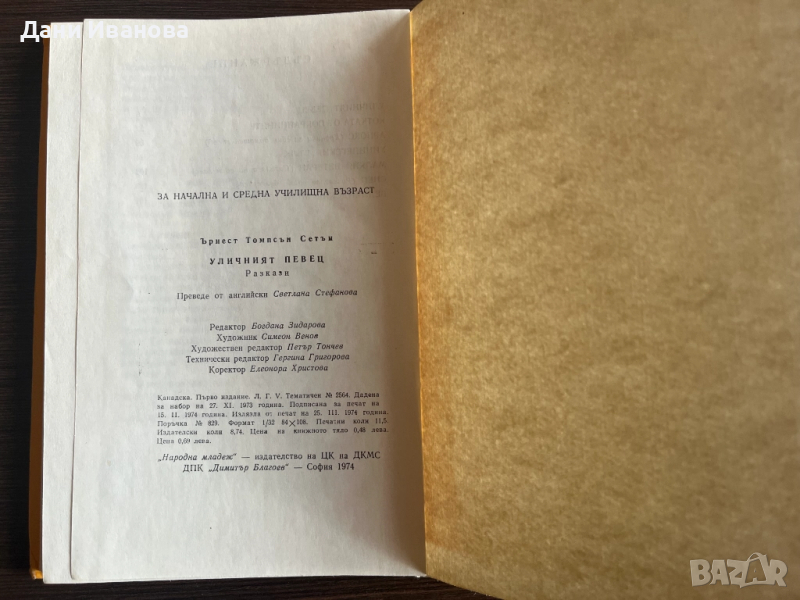 Дани Иванова
ЗА НАЧАЛНА И СРЕДНА УЧИЛИЩНА ВЪЗРАСТ
Ърнест Томпсън Сетън
УЛИЧНИЯТ ПЕВЕЦ
Разкази
Преведе от английски Светлана Стефанова
Редактор Богдана Зидарова
Художник Симеон Венов
Художествен редактор Петър Тончев
Технически редактор Гергина Григорова
Коректор Елеонора Христова
Канадска. Първо издание. Л. Г. V. Тематичен № 2564. Дадена
за набор на 27. XI. 1973 година. Подписана за печат на
15. II. 1974 година. Излязла от печат на 25. III. 1974 година.
Поръчка № 829. Формат 1/32 84×108. Печатни коли 11,5.
Издателски коли 8,74. Цена на книжното тяло 0,48 лева.
Цена 0,69 лева.
„Народна младеж" — издателство на ЦК на ДКМС
ДПК „Димитър Благоев" — София 1974
BAZAR